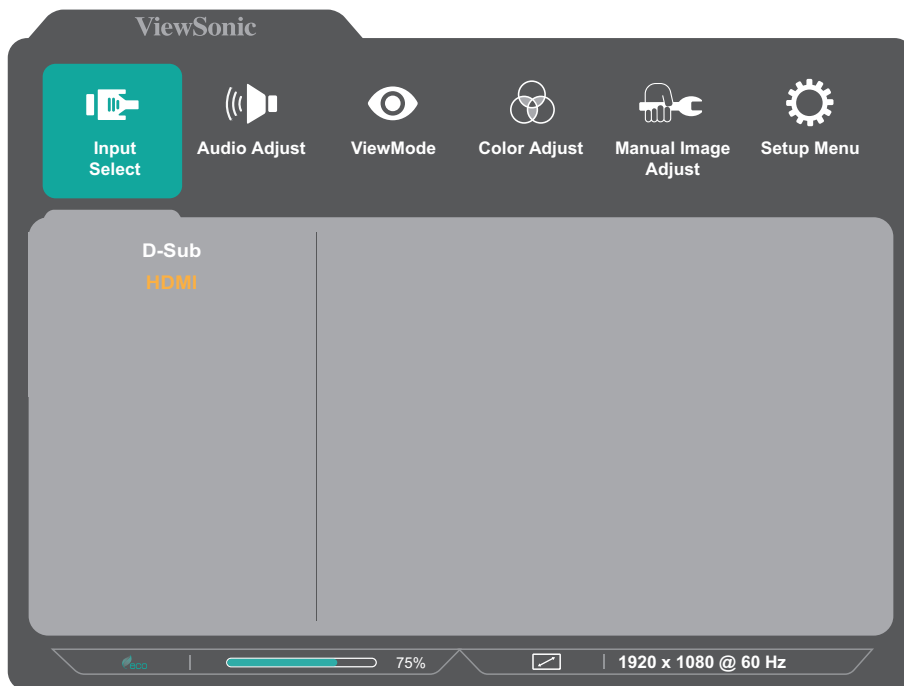 ViewSonic
Input
Select
Audio Adjust
ViewMode
Color Adjust
Manual Image
Adjust
Setup Menu
D-Sub
HDMI
eco
75%
1920 x 1080 @ 60 Hz